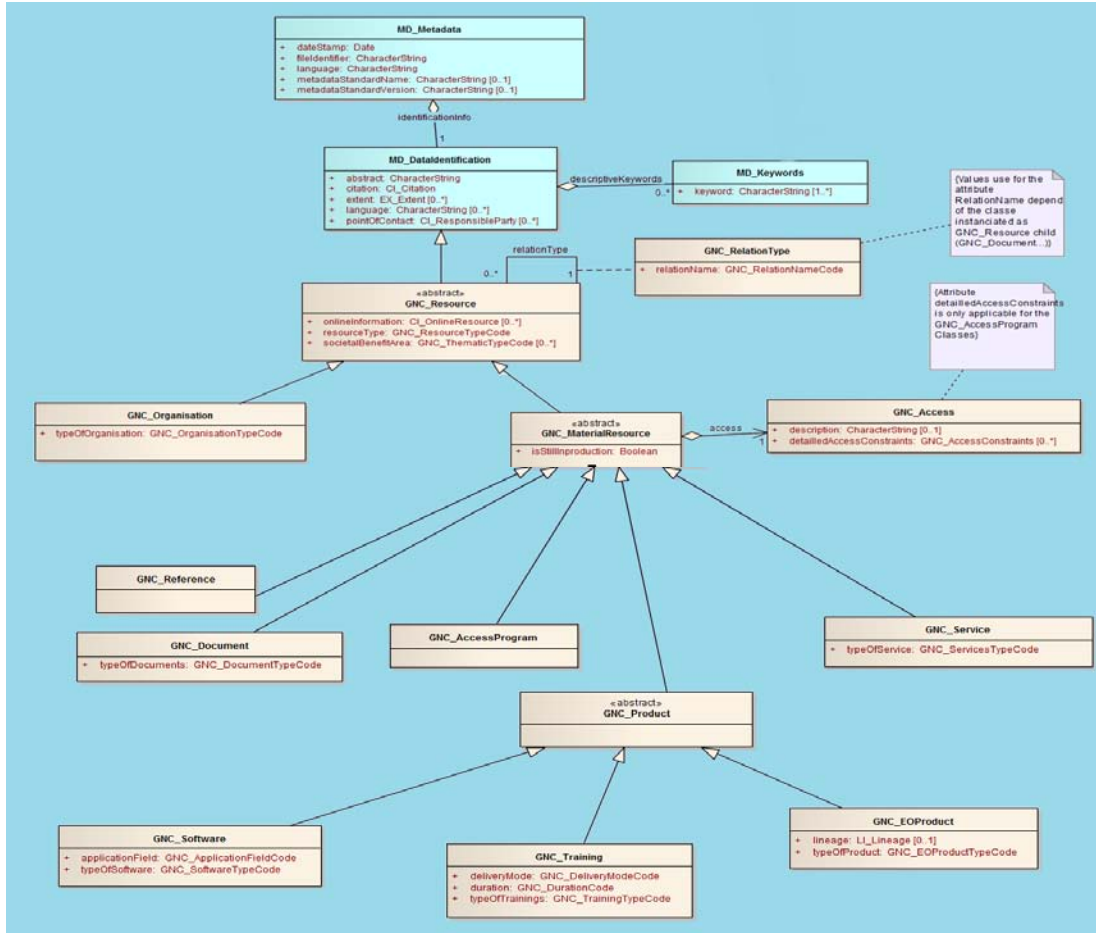 MD_Metadata
+ dateStamp: Date
+ fileIdentifier: CharacterString
+ language: CharacterString
+ metadataStandardName: CharacterString [0..1]
+ metadataStandardVersion: CharacterString [0..1]
identificationInfo
1
MD_DataIdentification
+ abstract: CharacterString
+ citation: CI_Citation
+ extent: EX_Extent [0..*]
+ language: CharacterString [0..*]
+ pointOfContact: CI_ResponsibleParty [0..*]
descriptiveKeywords
0..*
MD_Keywords
+ keyword: CharacterString [1..*]
{Values use for the
attribute
RelationName depend
of the classe
instanciated as
GNC_Resource child
(GNC_Document...)}
relationType
0..*
1
GNC_RelationType
+ relationName: GNC_RelationNameCode
«abstract»
GNC_Resource
+ onlineInformation: CI_OnlineResource [0..*]
+ resourceType: GNC_ResourceTypeCode
+ societalBenefitArea: GNC_ThematicTypeCode [0..*]
{Attribute
detailledAccessConstraints
is only applicable for the
GNC_AccessProgram
Classes}
GNC_Organisation
+ typeOfOrganisation: GNC_OrganisationTypeCode
«abstract»
GNC_MaterialResource
+ isStillInproduction: Boolean
access
1
GNC_Access
+ description: CharacterString [0..1]
+ detailledAccessConstraints: GNC_AccessConstraints [0..*]
GNC_Reference
GNC_Document
+ typeOfDocuments: GNC_DocumentTypeCode
GNC_AccessProgram
GNC_Service
+ typeOfService: GNC_ServicesTypeCode
«abstract»
GNC_Product
GNC_Software
+ applicationField: GNC_ApplicationFieldCode
+ typeOfSoftware: GNC_SoftwareTypeCode
GNC_Training
+ deliveryMode: GNC_DeliveryModeCode
+ duration: GNC_DurationCode
+ typeOfTrainings: GNC_TrainingTypeCode
GNC_EOProduct
+ lineage: LI_Lineage [0..1]
+ typeOfProduct: GNC_EOProductTypeCode